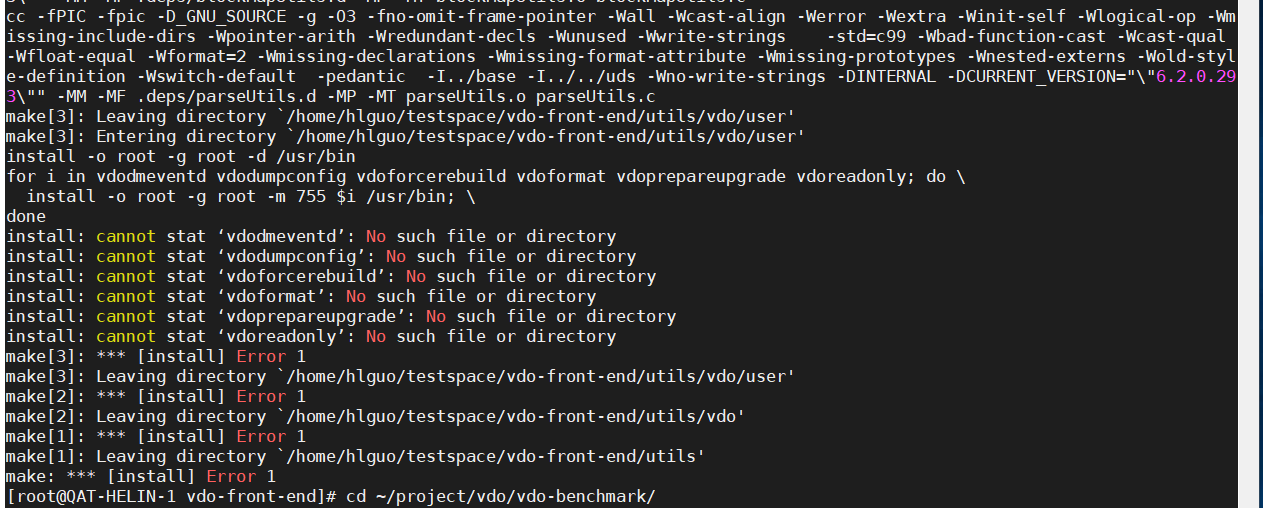 cc -fPIC -fpic -D_GNU_SOURCE -g -O3 -fno-omit-frame-pointer -Wall -Wcast-align -Werror -Wextra -Winit-self -Wlogical-op -Wm
issing-include-dirs -Wpointer-arith -Wredundant-decls -Wunused -Wwrite-strings    -std=c99 -Wbad-function-cast -Wcast-qual
-Wfloat-equal -Wformat=2 -Wmissing-declarations -Wmissing-format-attribute -Wmissing-prototypes -Wnested-externs -Wold-styl
e-definition -Wswitch-default  -pedantic  -I../base -I../../uds -Wno-write-strings -DINTERNAL -DCURRENT_VERSION="\"6.2.0.29
3\"" -MM -MF .deps/parseUtils.d -MP -MT parseUtils.o parseUtils.c
make[3]: Leaving directory `/home/hlguo/testspace/vdo-front-end/utils/vdo/user'
make[3]: Entering directory `/home/hlguo/testspace/vdo-front-end/utils/vdo/user'
install -o root -g root -d /usr/bin
for i in vdodmeventd vdodumpconfig vdoforcerebuild vdoformat vdoprepareupgrade vdoreadonly; do \
  install -o root -g root -m 755 $i /usr/bin; \
done
install: cannot stat ‘vdodmeventd’: No such file or directory
install: cannot stat ‘vdodumpconfig’: No such file or directory
install: cannot stat ‘vdoforcerebuild’: No such file or directory
install: cannot stat ‘vdoformat’: No such file or directory
install: cannot stat ‘vdoprepareupgrade’: No such file or directory
install: cannot stat ‘vdoreadonly’: No such file or directory
make[3]: *** [install] Error 1
make[3]: Leaving directory `/home/hlguo/testspace/vdo-front-end/utils/vdo/user'
make[2]: *** [install] Error 1
make[2]: Leaving directory `/home/hlguo/testspace/vdo-front-end/utils/vdo'
make[1]: *** [install] Error 1
make[1]: Leaving directory `/home/hlguo/testspace/vdo-front-end/utils'
make: *** [install] Error 1
[root@QAT-HELIN-1 vdo-front-end]# cd ~/project/vdo/vdo-benchmark/